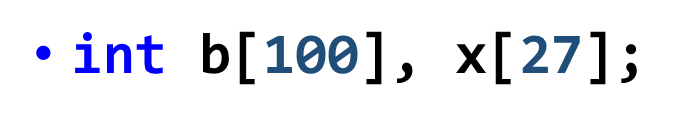 • int b[100], x[27];